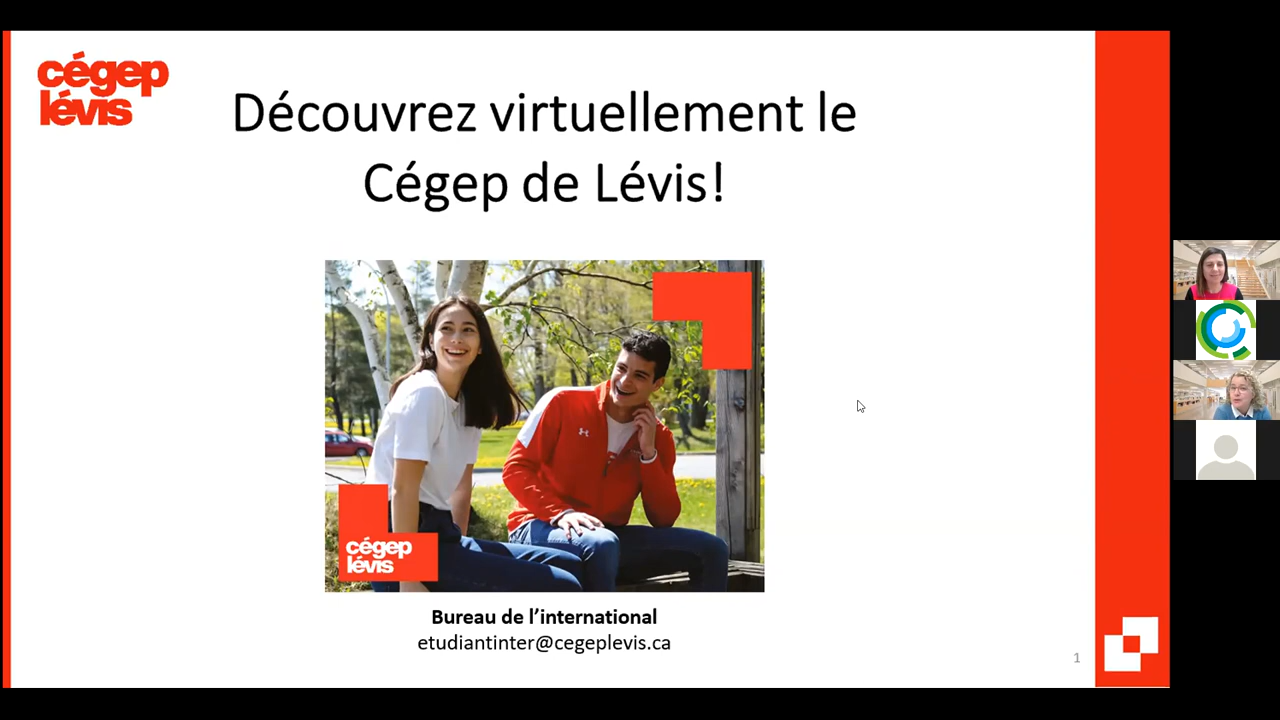 cégep
lévis
Découvrez virtuellement le
Cégep de Lévis!
cégep
lévis
Bureau de l’international
etudiantinter@cegeplevis.ca
1